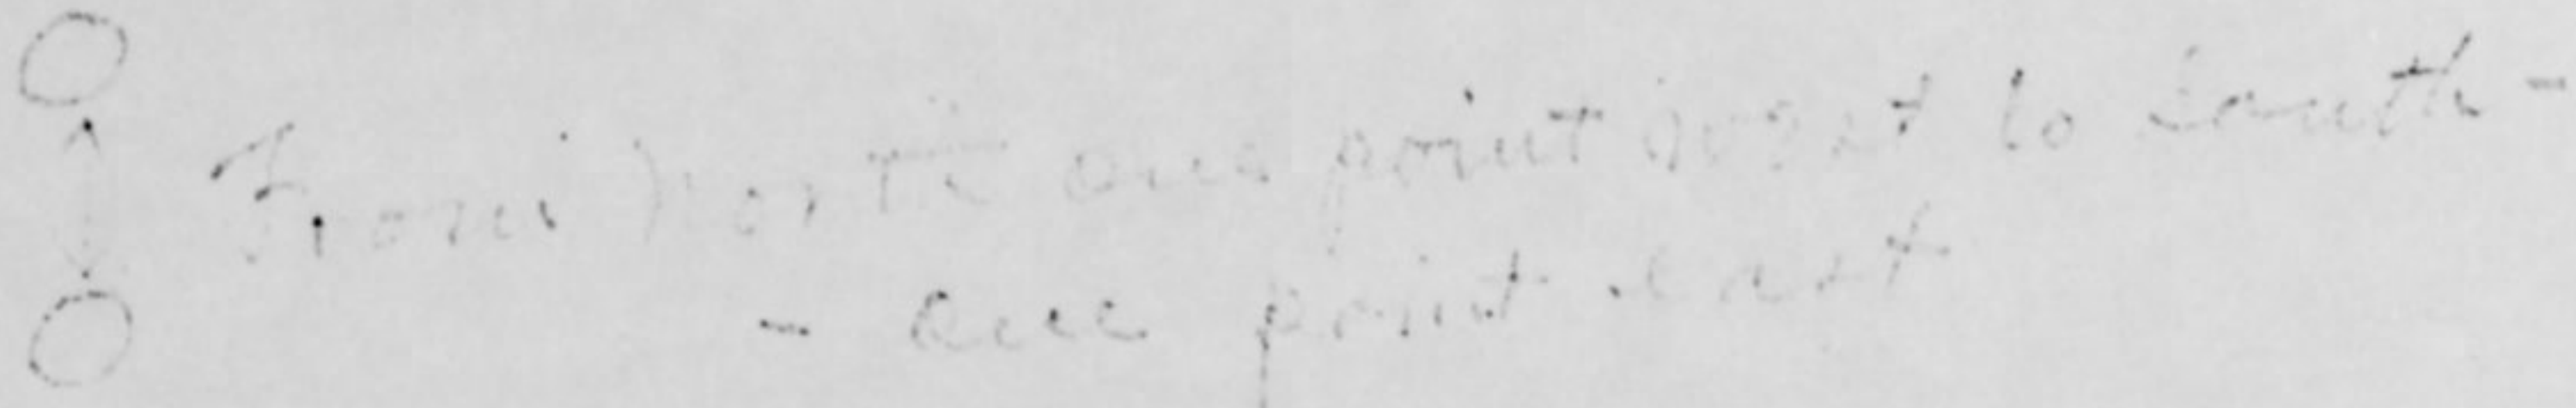 From North one point West to South -
- one point East